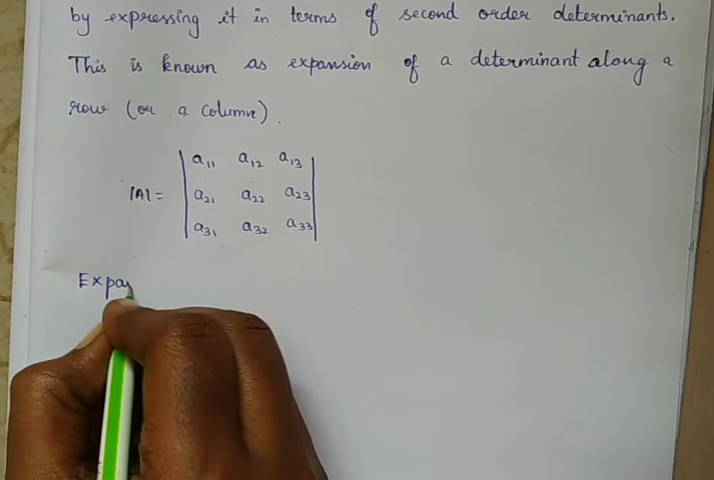 by expressing it in terms of second order determinants.
This is known as expansion of a determinant along a
row (or a column).
a₁₁ a₁₂ a₁₃
|A| = a₂₁ a₂₂ a₂₃
a₃₁ a₃₂ a₃₃
Expan